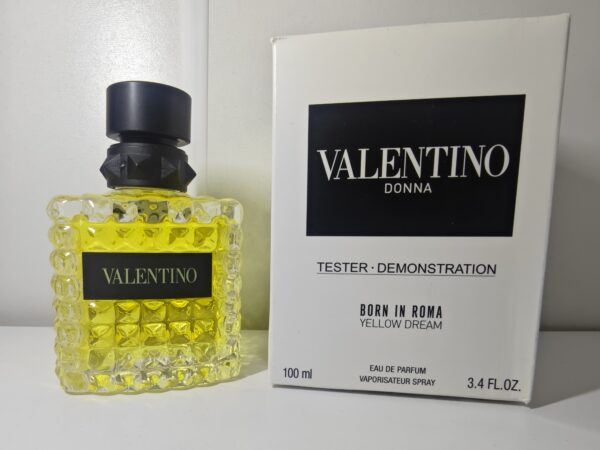 VALENTINO
VALENTINO
DONNA
TESTER · DEMONSTRATION
BORN IN ROMA
YELLOW DREAM
EAU DE PARFUM
100 ml
VAPORISATEUR SPRAY
3.4 FL.OZ.